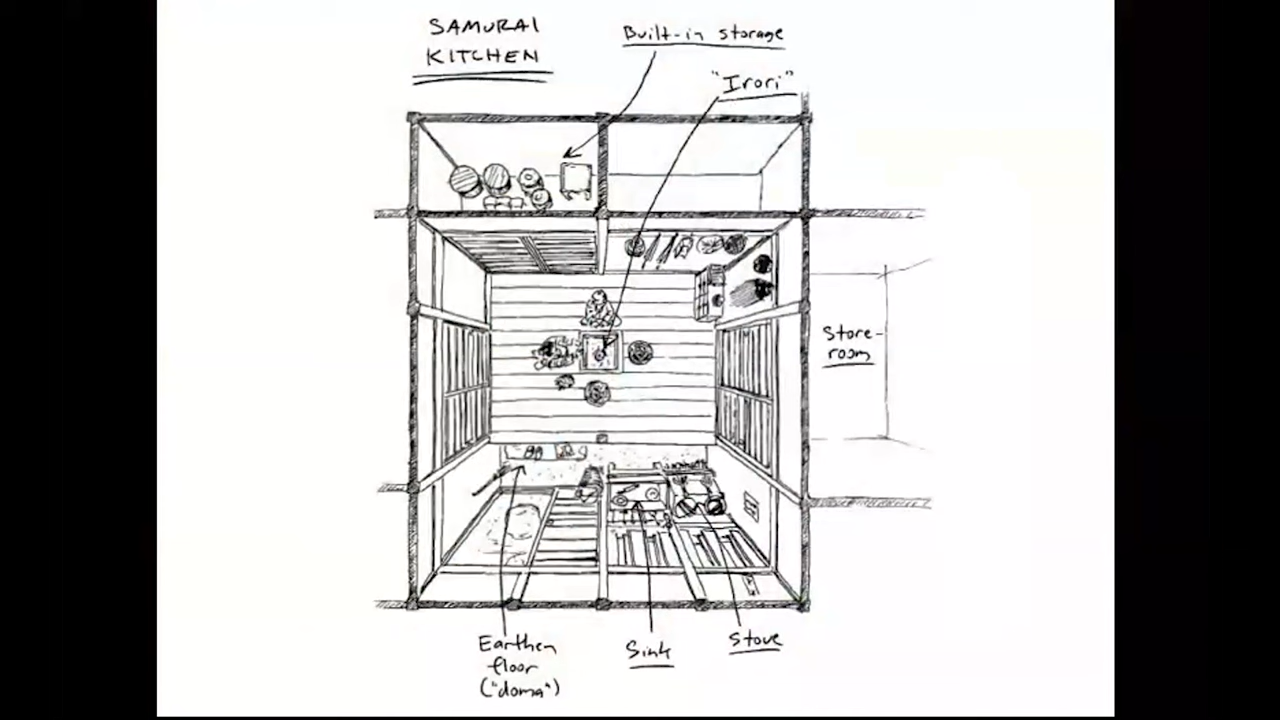 SAMURAI
KITCHEN
Built-in storage
"Irori"
Store-
room
Earthen
floor
("doma")
Sink
Stove